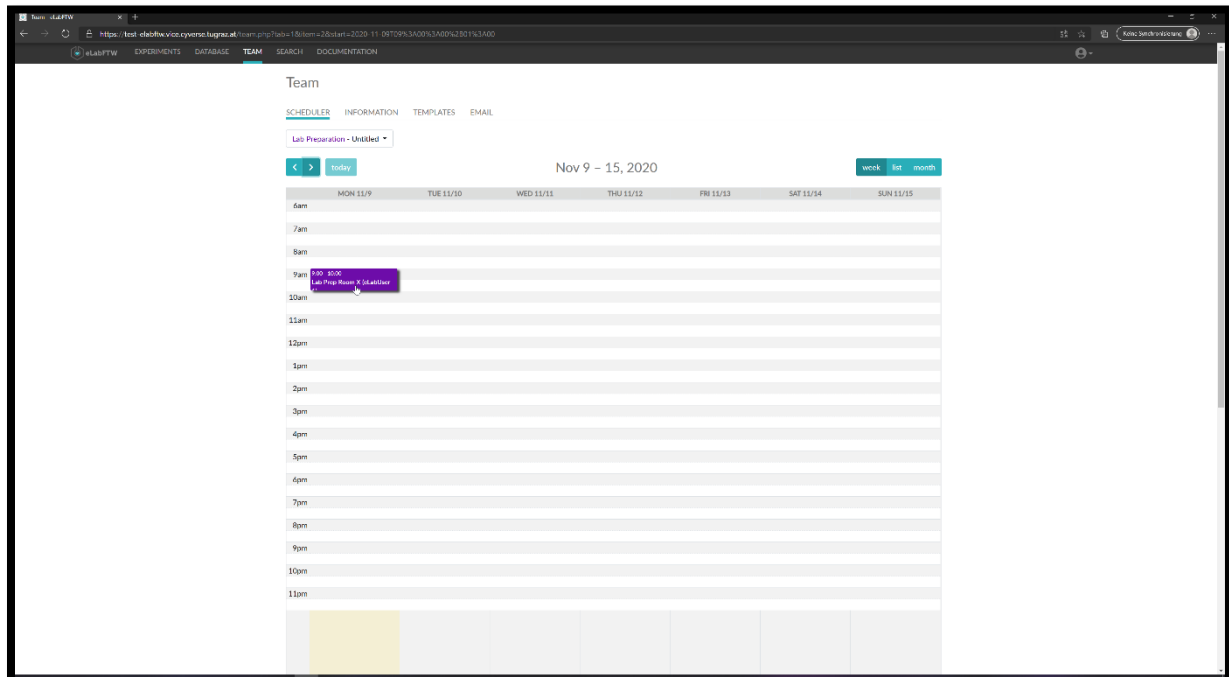 Team - eLabFTW
https://test-elabftw.vice.cyverse.tugraz.at/team.php?tab=1&item=2&start=2020-11-09T09%3A00%3A00%2B01%3A00
Keine Synchronisierung
eLabFTW EXPERIMENTS DATABASE TEAM SEARCH DOCUMENTATION
Team
SCHEDULER INFORMATION TEMPLATES EMAIL
Lab Preparation - Untitled
< > today
Nov 9 – 15, 2020
week list month
MON 11/9 TUE 11/10 WED 11/11 THU 11/12 FRI 11/13 SAT 11/14 SUN 11/15
6am
7am
8am
9am
9:00 - 10:00
Lab Prep Room X (eLabUser
10am
11am
12pm
1pm
2pm
3pm
4pm
5pm
6pm
7pm
8pm
9pm
10pm
11pm